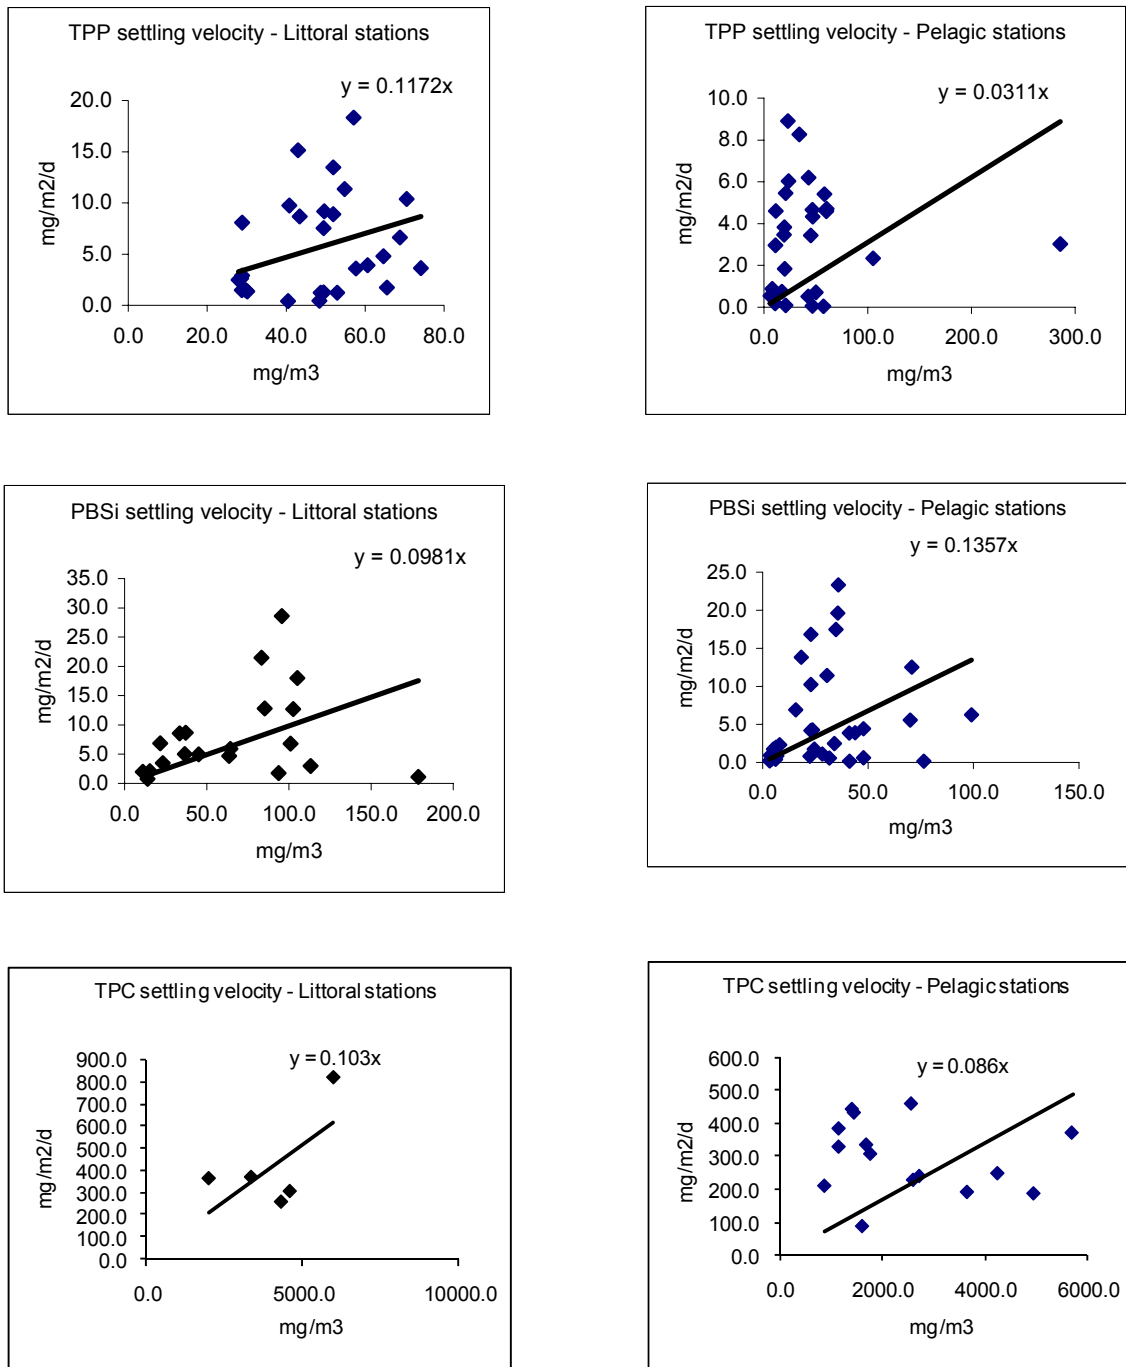 TPP settling velocity - Littoral stations
y = 0.1172x
20.0
15.0
10.0
5.0
0.0
mg/m2/d
0.0 20.0 40.0 60.0 80.0
mg/m3
TPP settling velocity - Pelagic stations
y = 0.0311x
10.0
8.0
6.0
4.0
2.0
0.0
mg/m2/d
0.0 100.0 200.0 300.0
mg/m3
PBSi settling velocity - Littoral stations
y = 0.0981x
35.0
30.0
25.0
20.0
15.0
10.0
5.0
0.0
mg/m2/d
0.0 50.0 100.0 150.0 200.0
mg/m3
PBSi settling velocity - Pelagic stations
y = 0.1357x
25.0
20.0
15.0
10.0
5.0
0.0
mg/m2/d
0.0 50.0 100.0 150.0
mg/m3
TPC settling velocity - Littoral stations
y = 0.103x
900.0
800.0
700.0
600.0
500.0
400.0
300.0
200.0
100.0
0.0
mg/m2/d
0.0 5000.0 10000.0
mg/m3
TPC settling velocity - Pelagic stations
y = 0.086x
600.0
500.0
400.0
300.0
200.0
100.0
0.0
mg/m2/d
0.0 2000.0 4000.0 6000.0
mg/m3